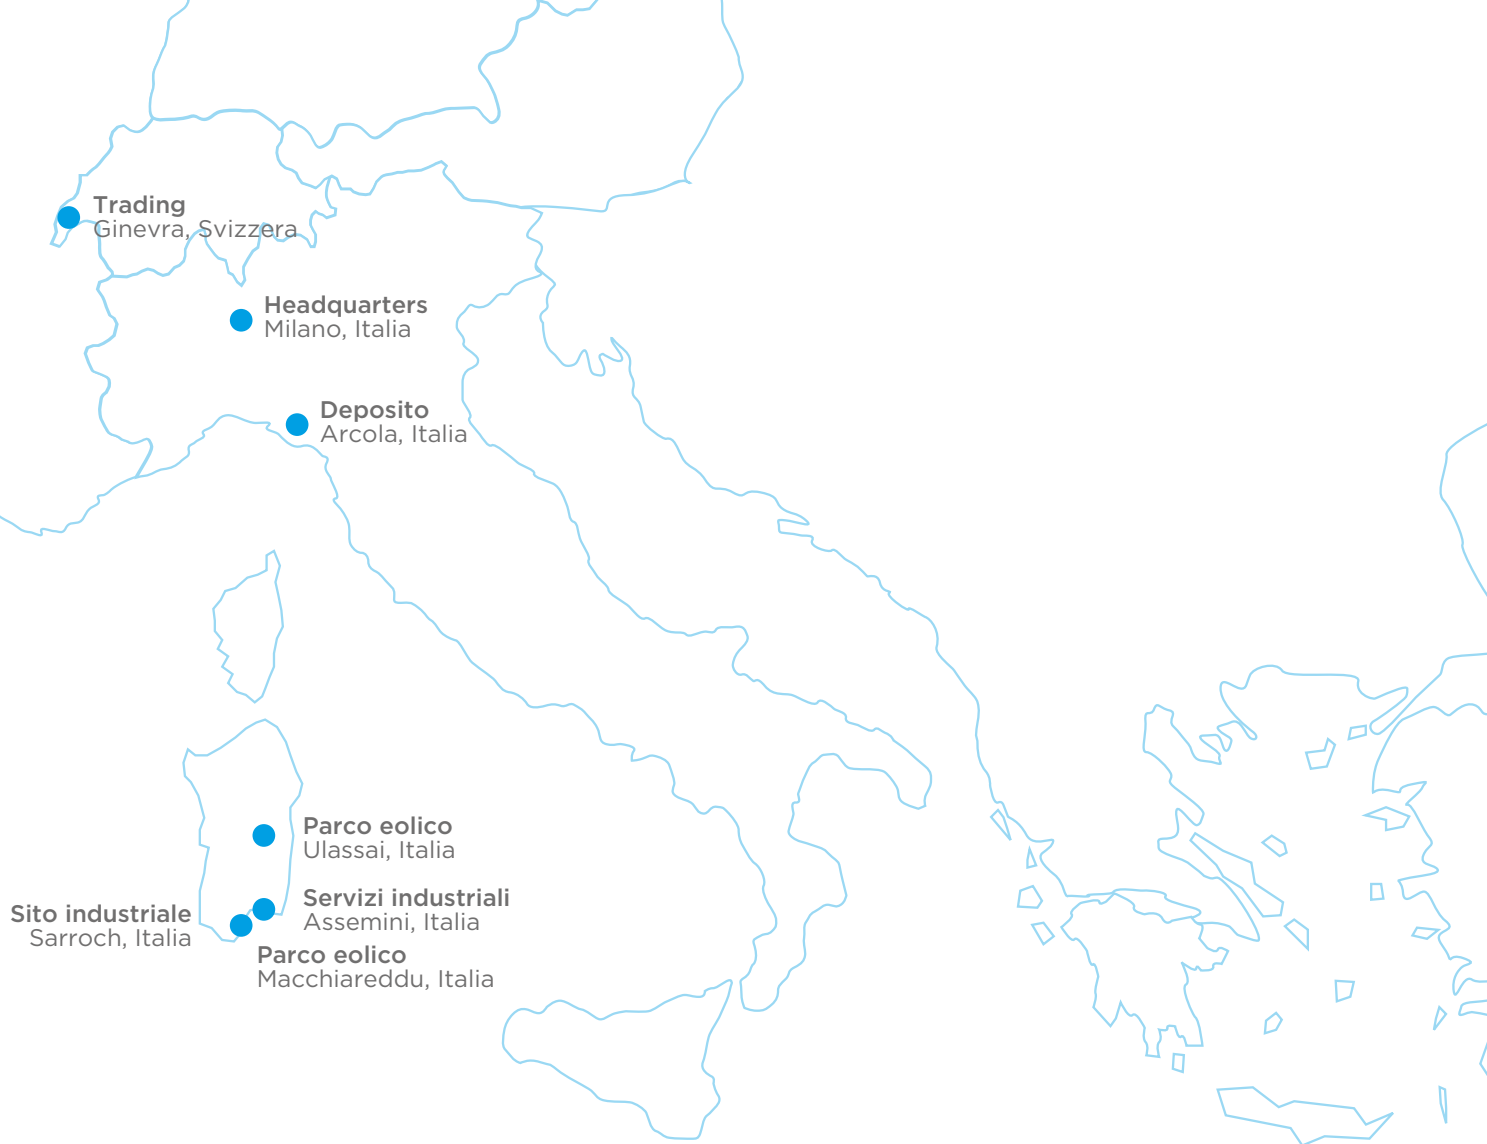 Trading
Ginevra, Svizzera
Headquarters
Milano, Italia
Deposito
Arcola, Italia
Parco eolico
Ulassai, Italia
Servizi industriali
Assemini, Italia
Sito industriale
Sarroch, Italia
Parco eolico
Macchiareddu, Italia